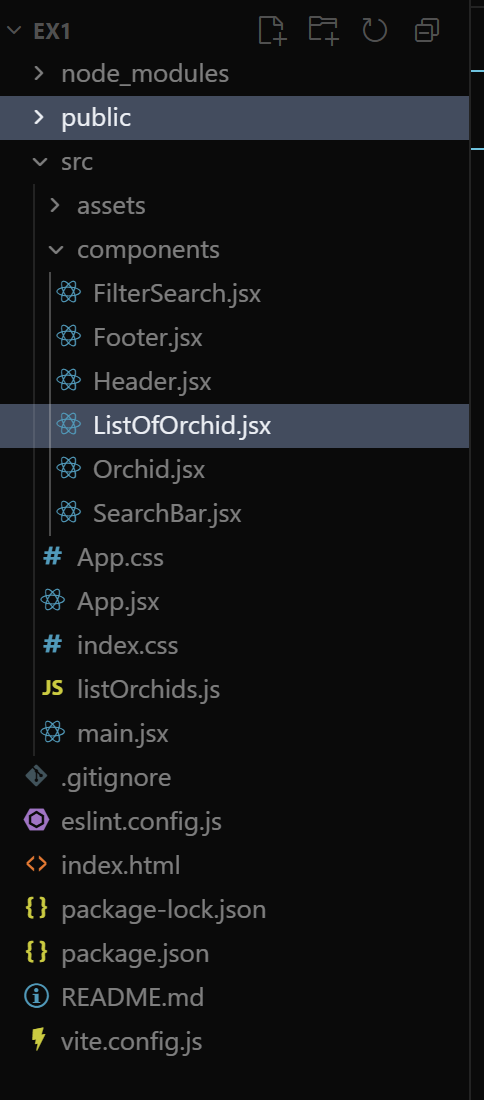 EX1
node_modules
public
src
assets
components
FilterSearch.jsx
Footer.jsx
Header.jsx
ListOfOrchid.jsx
Orchid.jsx
SearchBar.jsx
# App.css
App.jsx
# index.css
JS listOrchids.js
main.jsx
.gitignore
eslint.config.js
<> index.html
{} package-lock.json
{} package.json
README.md
vite.config.js